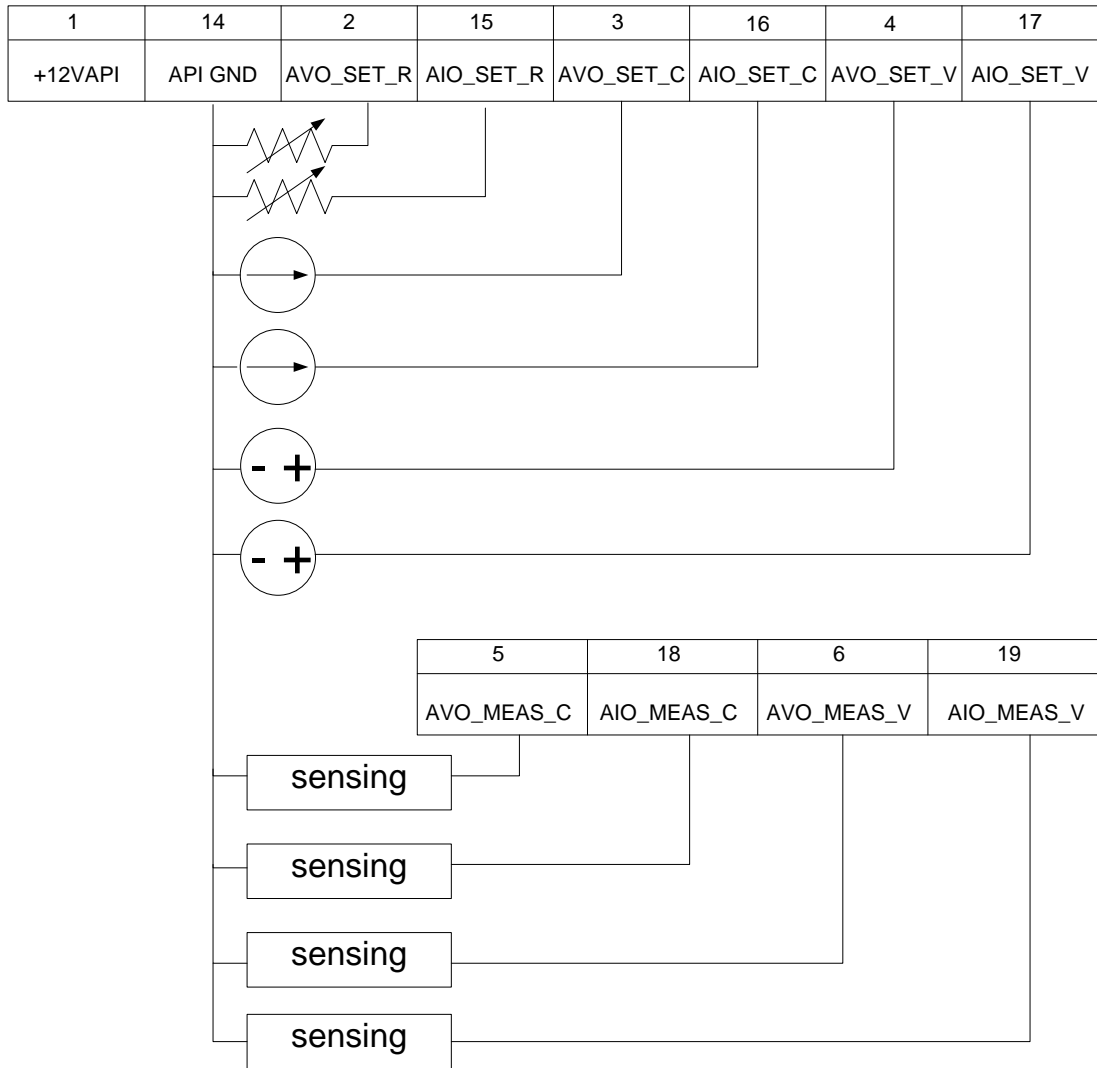 1 14 2 15 3 16 4 17
+12VAPI API GND AVO_SET_R AIO_SET_R AVO_SET_C AIO_SET_C AVO_SET_V AIO_SET_V
- +
- +
5 18 6 19
AVO_MEAS_C AIO_MEAS_C AVO_MEAS_V AIO_MEAS_V
sensing
sensing
sensing
sensing